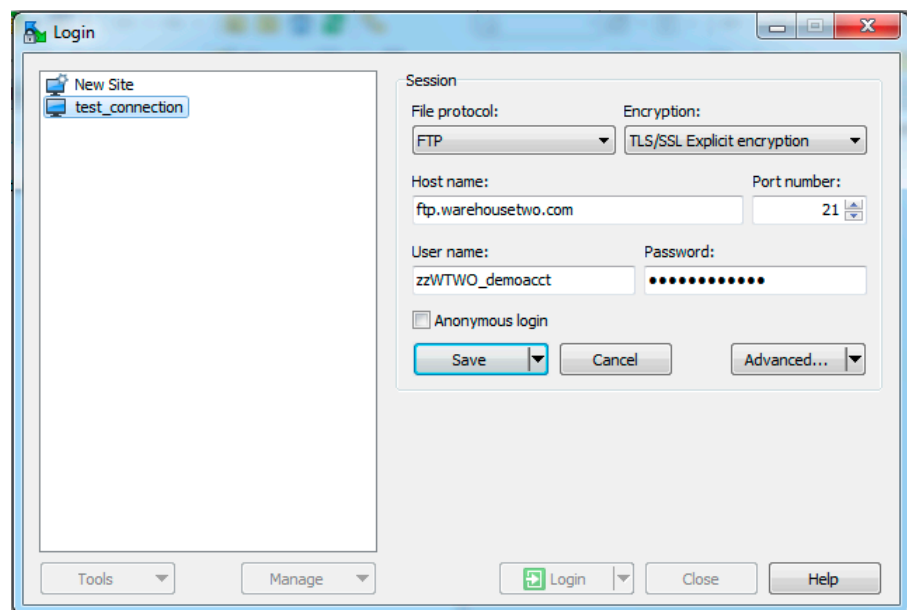 Login
New Site
test_connection
Session
File protocol: Encryption:
FTP TLS/SSL Explicit encryption
Host name: Port number:
ftp.warehousetwo.com 21
User name: Password:
zzWTWO_demoacct ●●●●●●●●●●●●
Anonymous login
Save Cancel Advanced...
Tools Manage Login Close Help